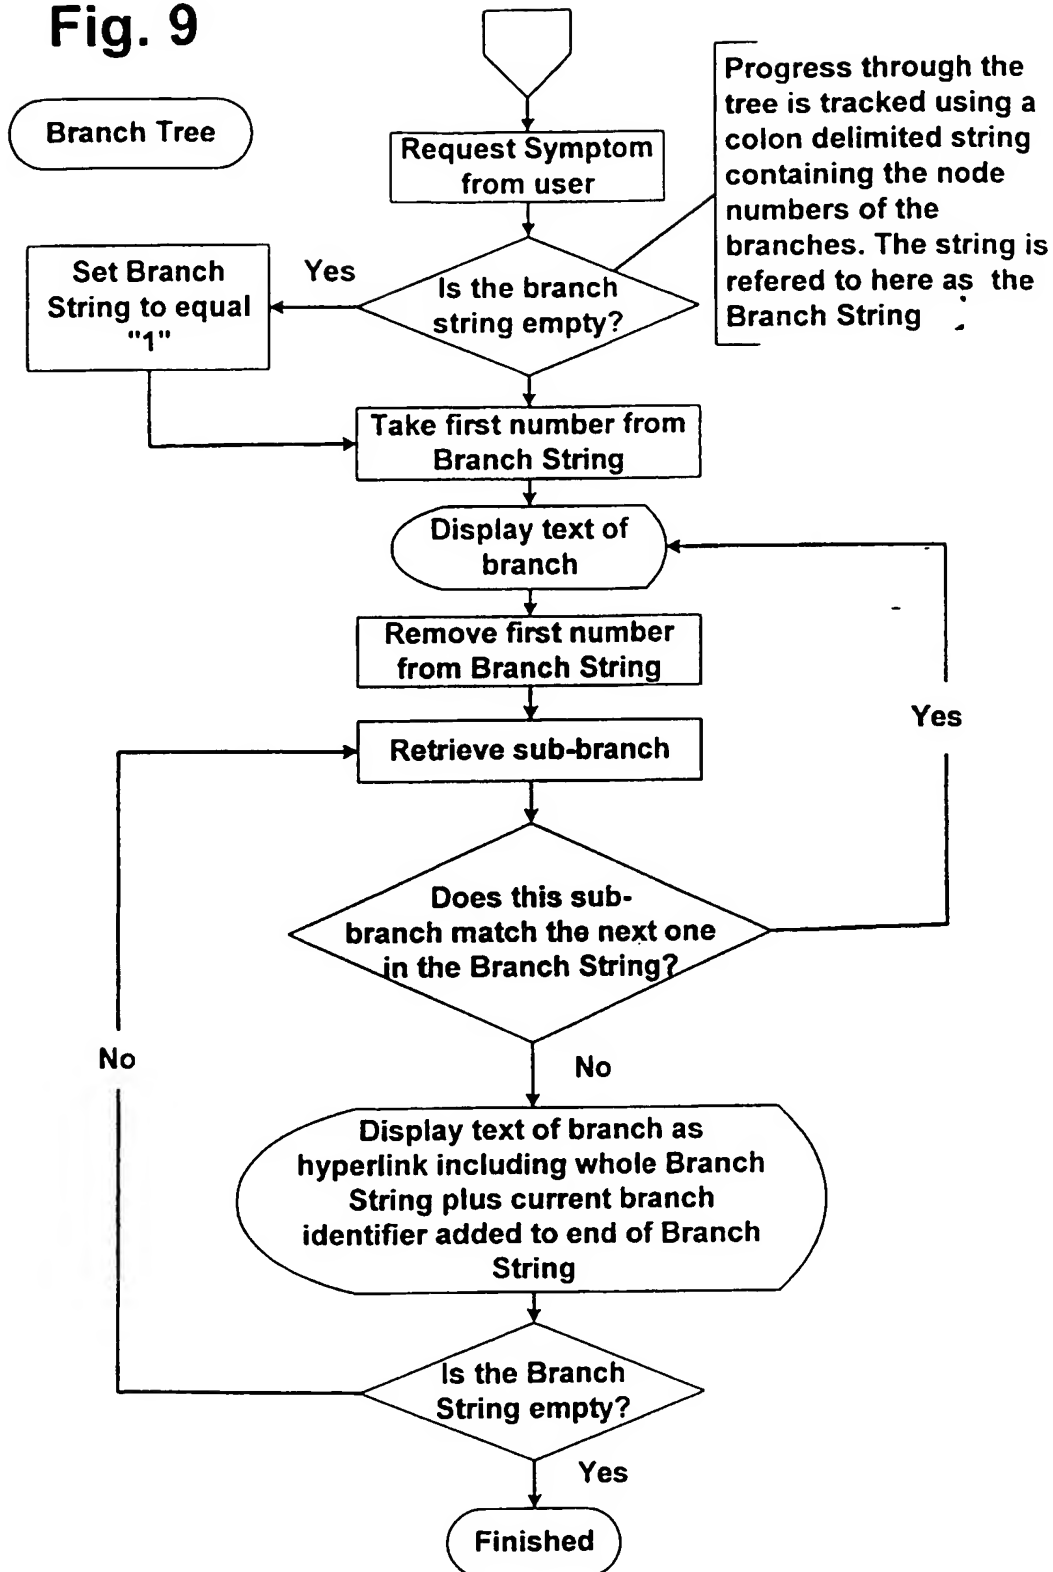 Fig. 9
Branch Tree
Progress through the
tree is tracked using a
colon delimited string
containing the node
numbers of the
branches. The string is
refered to here as the
Branch String
Request Symptom
from user
Is the branch
string empty?
Yes
Set Branch
String to equal
"1"
Take first number from
Branch String
Display text of
branch
Remove first number
from Branch String
Yes
Retrieve sub-branch
Does this sub-
branch match the next one
in the Branch String?
No
No
Display text of branch as
hyperlink including whole Branch
String plus current branch
identifier added to end of Branch
String
Is the Branch
String empty?
Yes
Finished